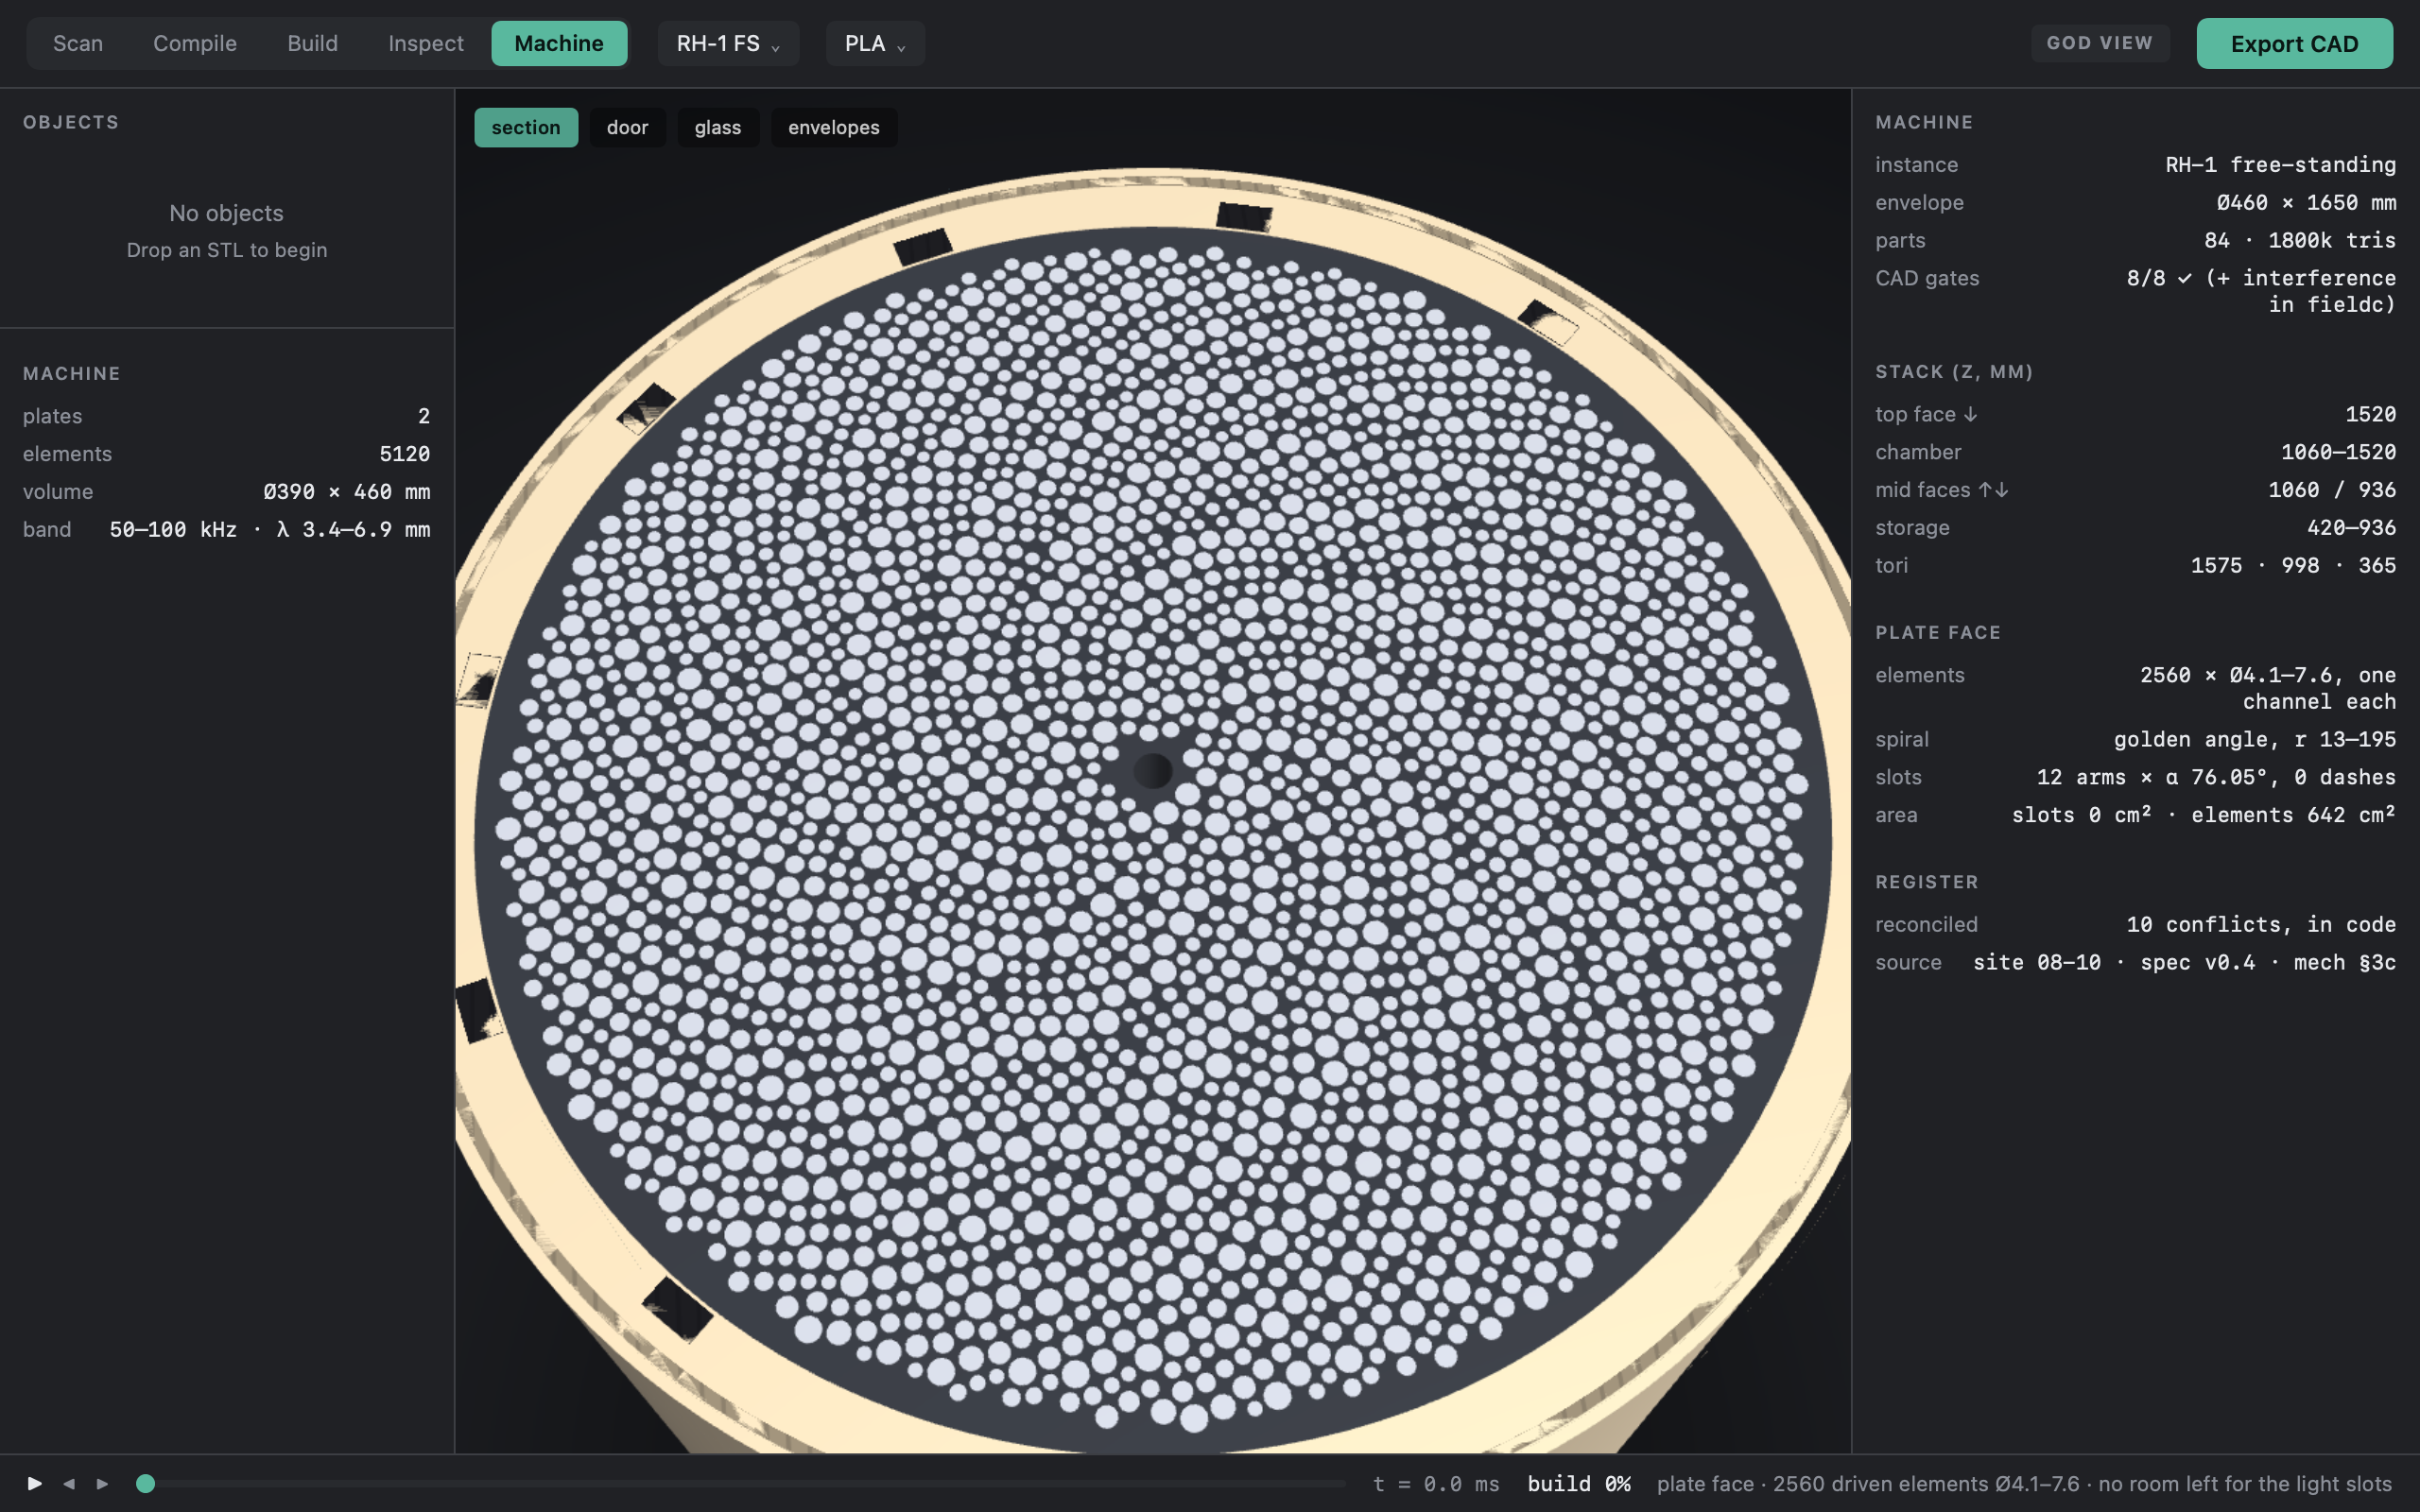 Scan Compile Build Inspect Machine RH-1 FS PLA GOD VIEW Export CAD
OBJECTS
No objects
Drop an STL to begin
MACHINE
plates 2
elements 5120
volume Ø390 × 460 mm
band 50–100 kHz · λ 3.4–6.9 mm
section door glass envelopes
MACHINE
instance RH-1 free-standing
envelope Ø460 × 1650 mm
parts 84 · 1800k tris
CAD gates 8/8 ✓ (+ interference
in fieldc)
STACK (Z, MM)
top face ↓ 1520
chamber 1060–1520
mid faces ↑↓ 1060 / 936
storage 420–936
tori 1575 · 998 · 365
PLATE FACE
elements 2560 × Ø4.1–7.6, one
channel each
spiral golden angle, r 13–195
slots 12 arms × α 76.05°, 0 dashes
area slots 0 cm² · elements 642 cm²
REGISTER
reconciled 10 conflicts, in code
source site 08–10 · spec v0.4 · mech §3c
t = 0.0 ms build 0% plate face · 2560 driven elements Ø4.1–7.6 · no room left for the light slots